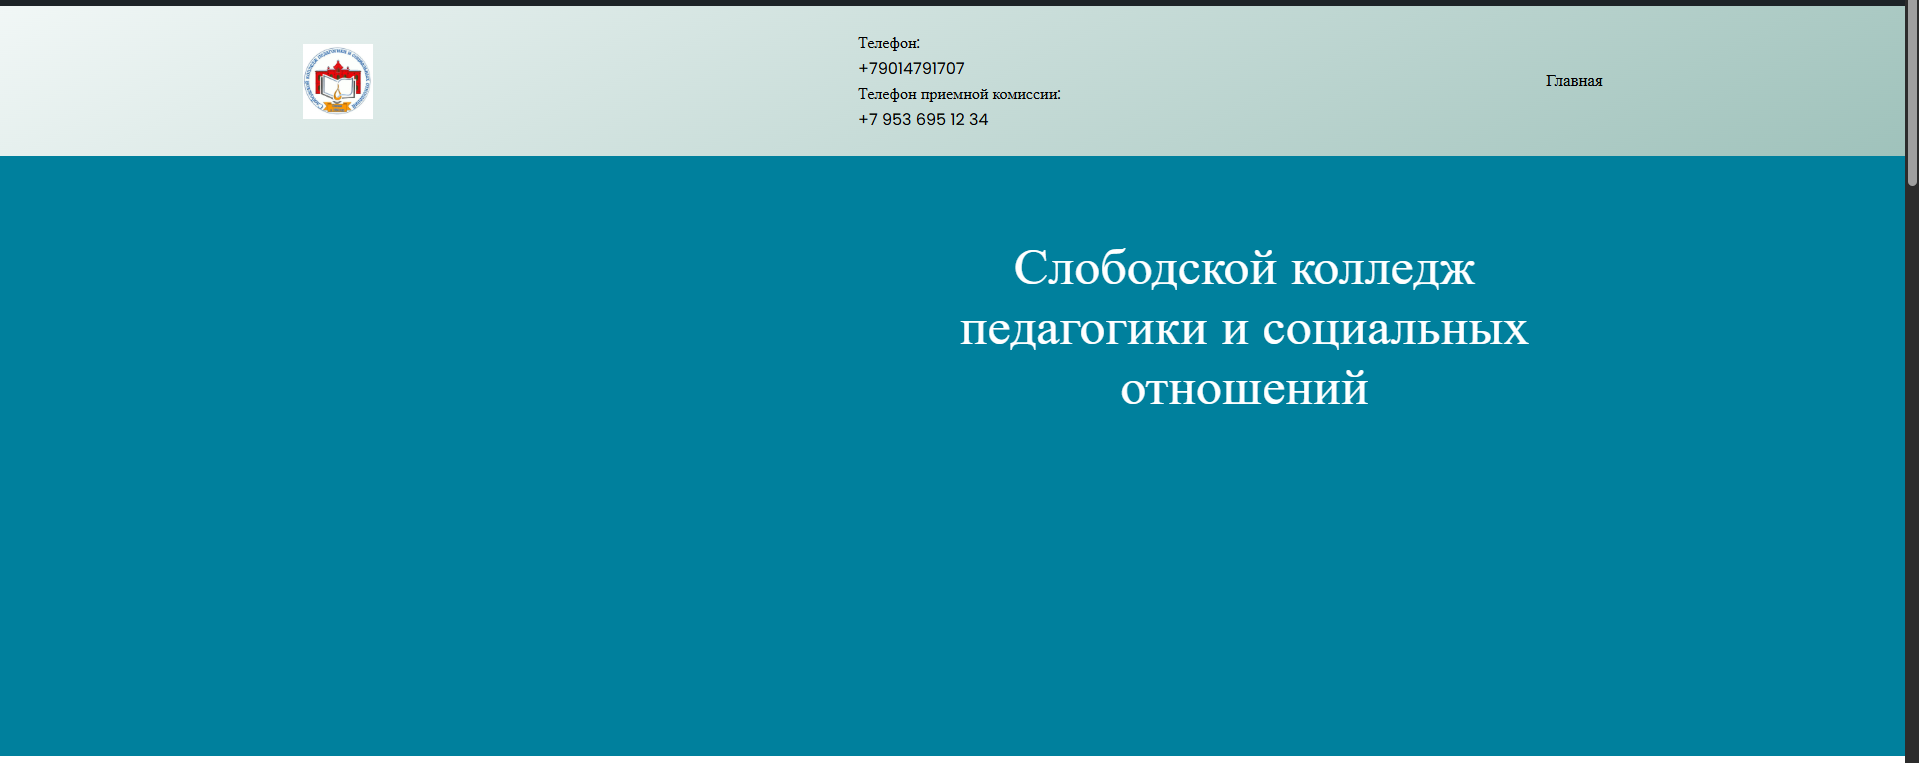 Телефон:
+79014791707
Телефон приемной комиссии:
+7 953 695 12 34
Главная
Слободской колледж
педагогики и социальных
отношений